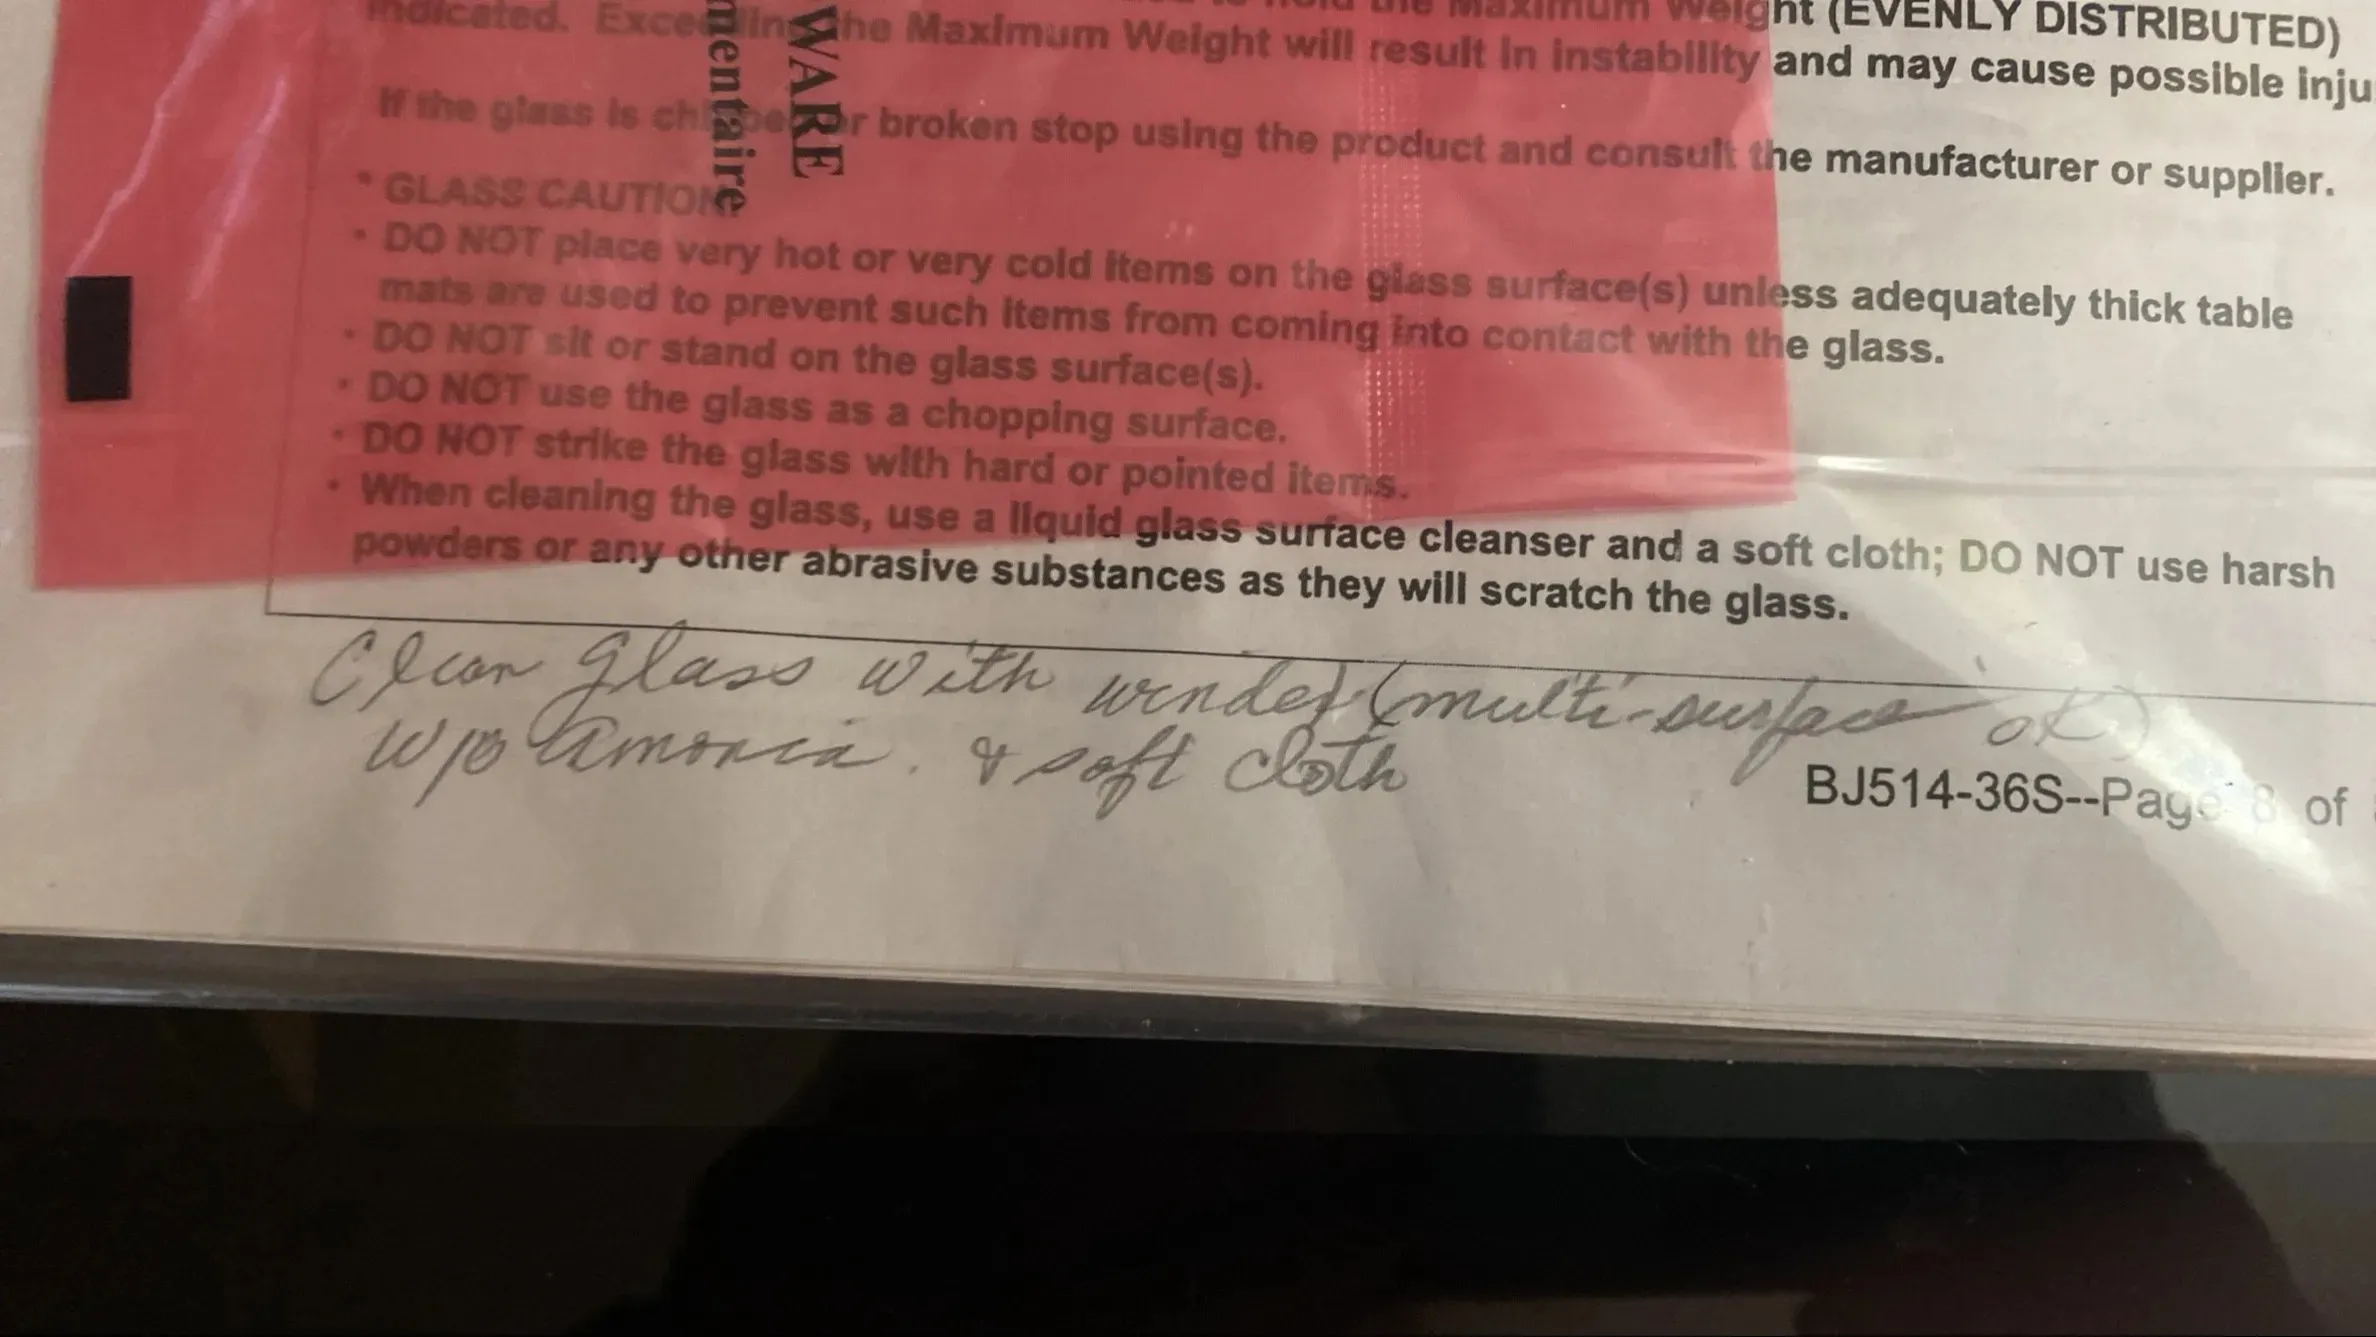 the Maximum Weight (EVENLY DISTRIBUTED)
indicated. Exceeding the Maximum Weight will result in instability and may cause possible inju
If the glass is chipped or broken stop using the product and consult the manufacturer or supplier.
* GLASS CAUTION
• DO NOT place very hot or very cold items on the glass surface(s) unless adequately thick table
mats are used to prevent such items from coming into contact with the glass.
• DO NOT sit or stand on the glass surface(s).
• DO NOT use the glass as a chopping surface.
• DO NOT strike the glass with hard or pointed items.
• When cleaning the glass, use a liquid glass surface cleanser and a soft cloth; DO NOT use harsh
powders or any other abrasive substances as they will scratch the glass.
Clean glass with windex (multi-surface ok)
w/o amonia. & soft cloth
BJ514-36S--Page 8 of
WARE
mentaire